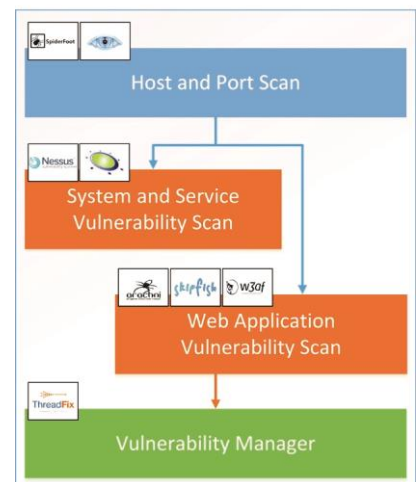 SpiderFoot
Host and Port Scan
Nessus
System and Service
Vulnerability Scan
arachni
skipfish
w3af
Web Application
Vulnerability Scan
ThreadFix
Vulnerability Manager